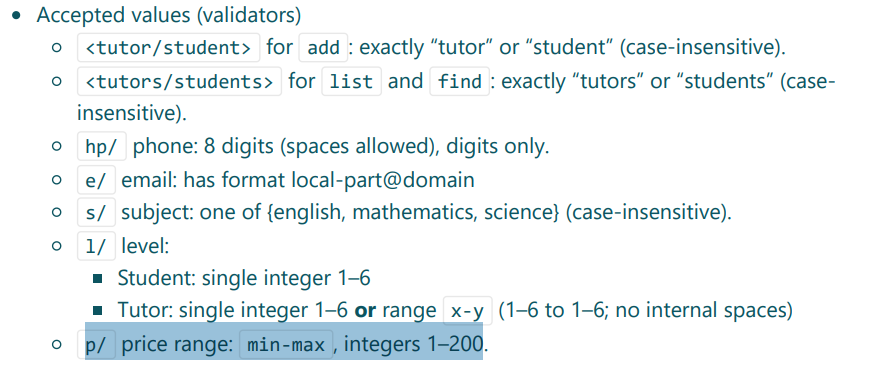 Accepted values (validators)
<tutor/student> for add : exactly “tutor” or “student” (case-insensitive).
<tutors/students> for list and find : exactly “tutors” or “students” (case-
insensitive).
hp/ phone: 8 digits (spaces allowed), digits only.
e/ email: has format local-part@domain
s/ subject: one of {english, mathematics, science} (case-insensitive).
l/ level:
Student: single integer 1–6
Tutor: single integer 1–6 or range x-y (1–6 to 1–6; no internal spaces)
p/ price range: min-max , integers 1–200.